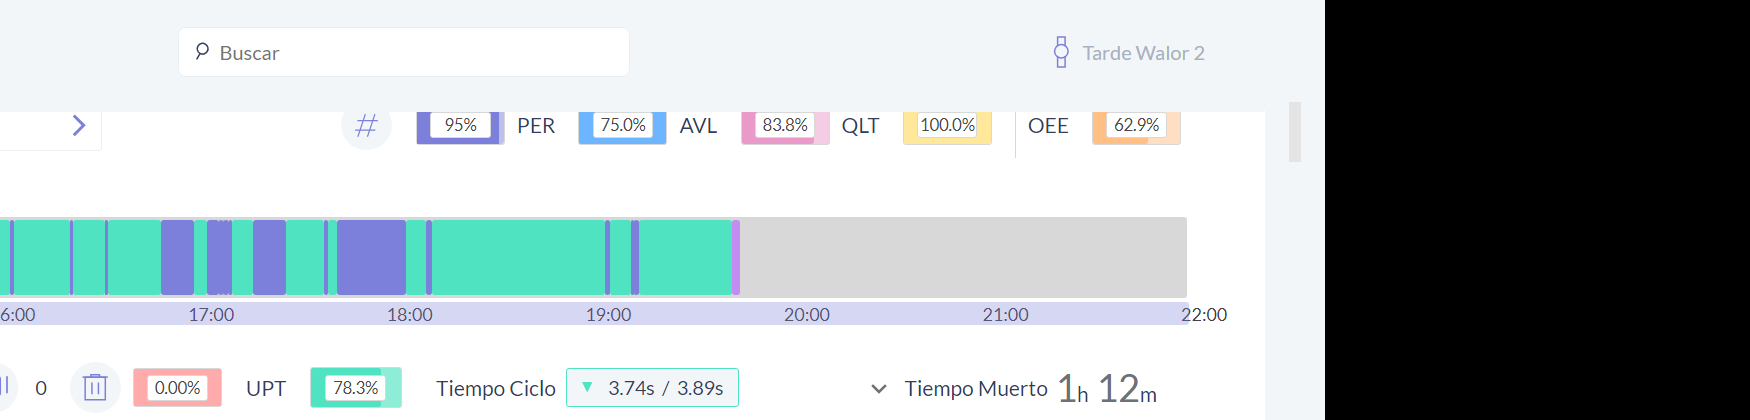 Buscar Tarde Walor 2
# 95% PER 75.0% AVL 83.8% QLT 100.0% OEE 62.9%
6:00 17:00 18:00 19:00 20:00 21:00 22:00
0 0.00% UPT 78.3% Tiempo Ciclo ▼ 3.74s / 3.89s Tiempo Muerto 1h 12m